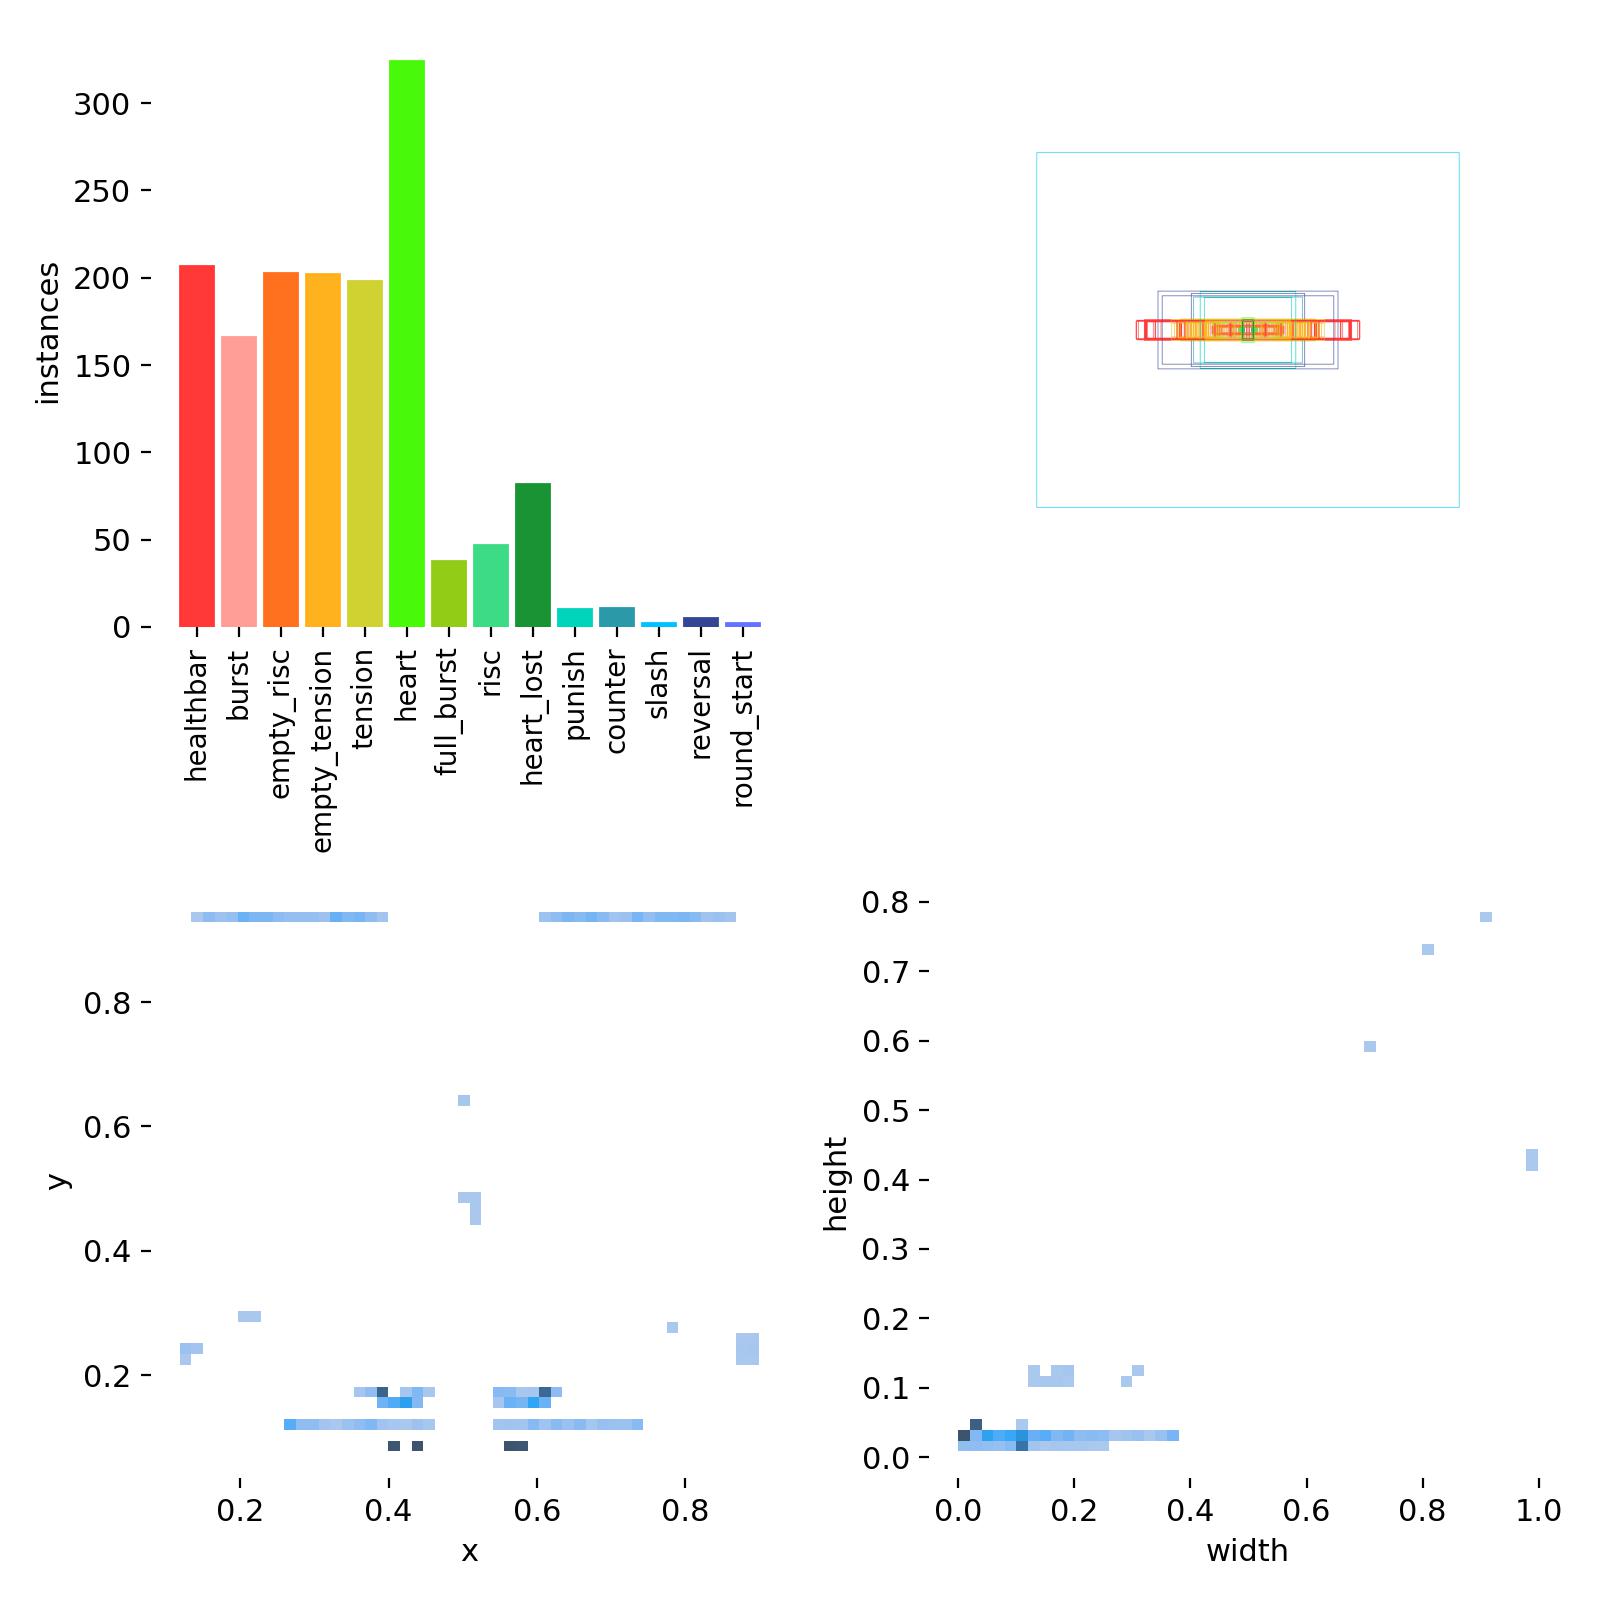 instances
300
250
200
150
100
50
0
healthbar
burst
empty_risc
empty_tension
tension
heart
full_burst
risc
heart_lost
punish
counter
slash
reversal
round_start
y
0.8
0.6
0.4
0.2
0.2
0.4
0.6
0.8
x
height
0.8
0.7
0.6
0.5
0.4
0.3
0.2
0.1
0.0
0.0
0.2
0.4
0.6
0.8
1.0
width